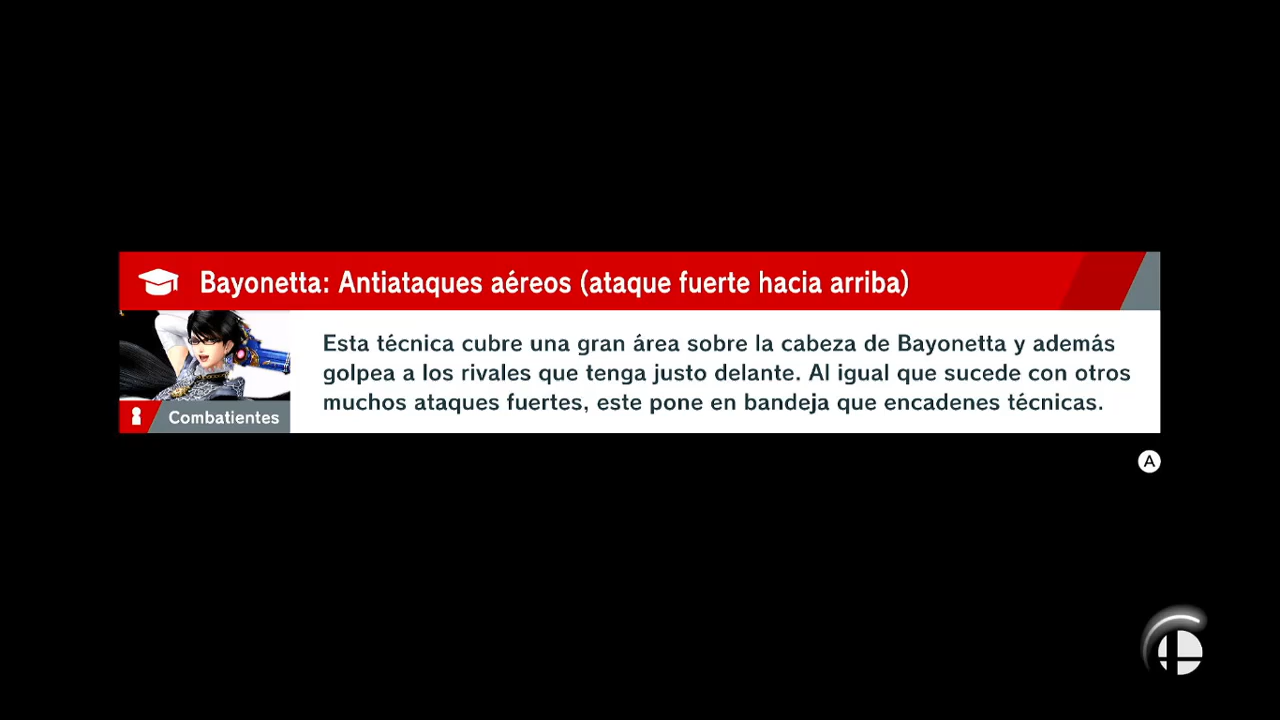 Bayonetta: Antiataques aéreos (ataque fuerte hacia arriba)
Esta técnica cubre una gran área sobre la cabeza de Bayonetta y además
golpea a los rivales que tenga justo delante. Al igual que sucede con otros
muchos ataques fuertes, este pone en bandeja que encadenes técnicas.
Combatientes
A